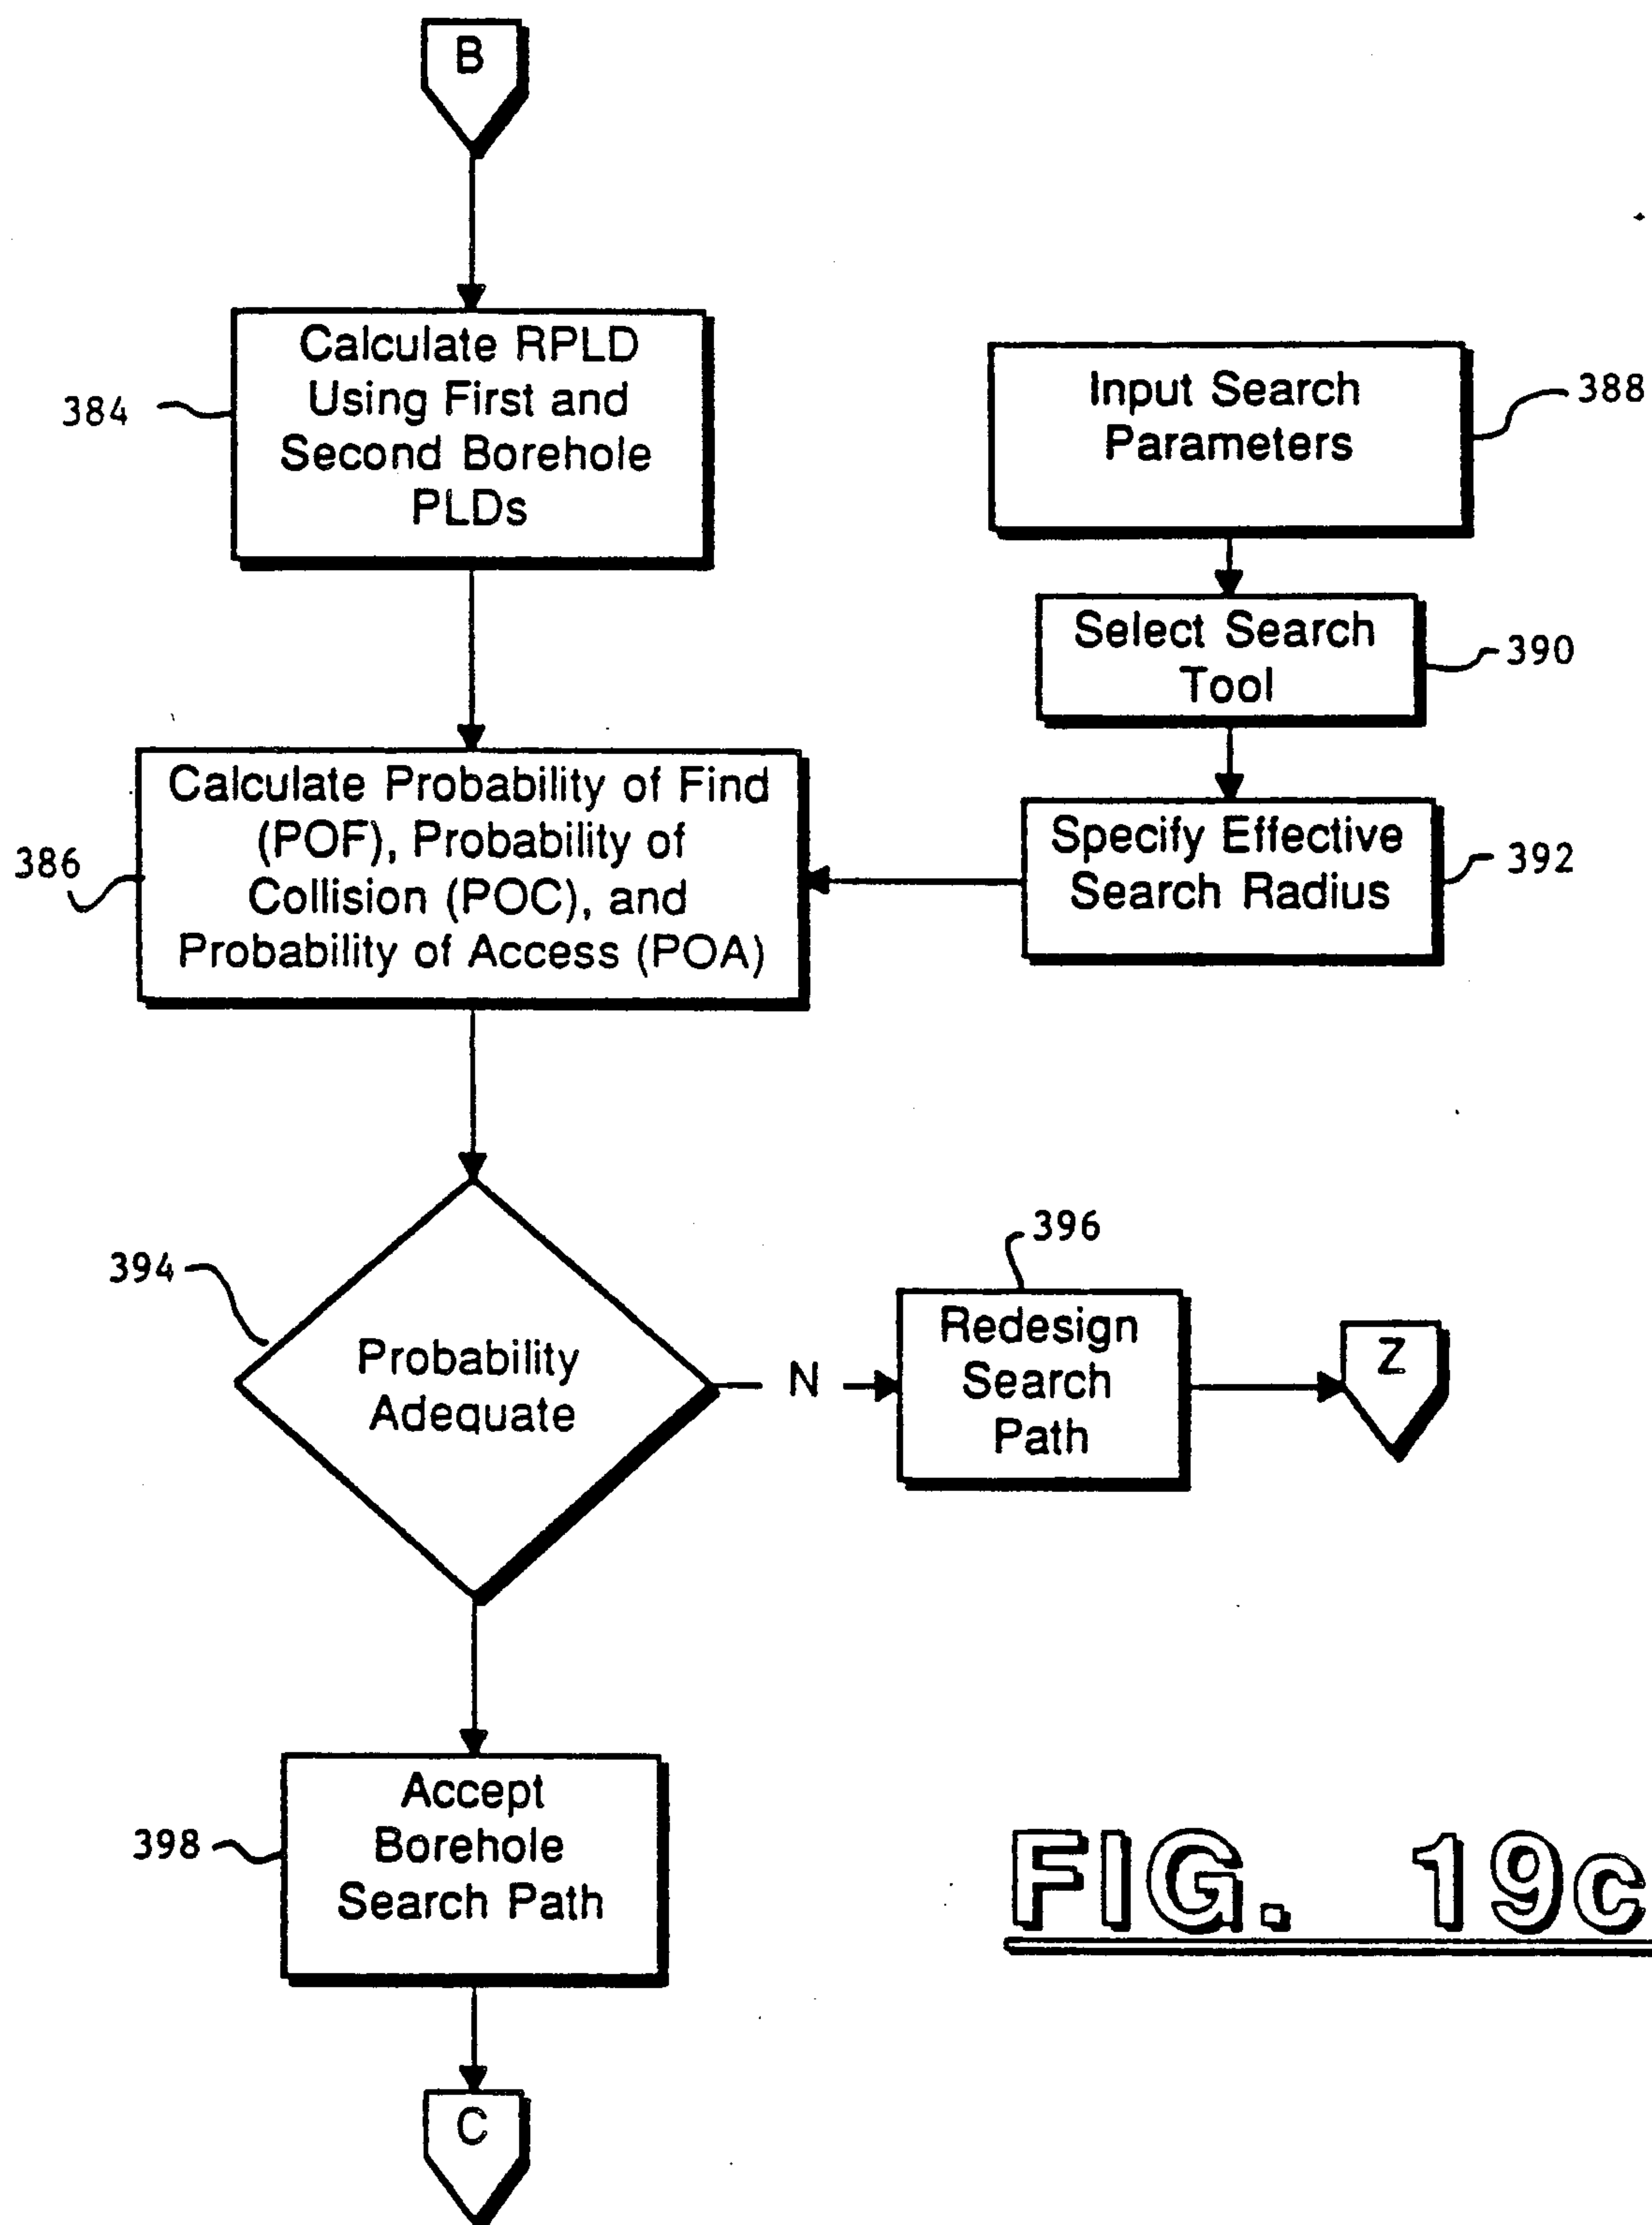 B
384
Calculate RPLD
Using First and
Second Borehole
PLDs
Input Search
Parameters
388
Select Search
Tool
390
386
Calculate Probability of Find
(POF), Probability of
Collision (POC), and
Probability of Access (POA)
Specify Effective
Search Radius
392
394
Probability
Adequate
N
396
Redesign
Search
Path
Z
398
Accept
Borehole
Search Path
C
FIG. 19c